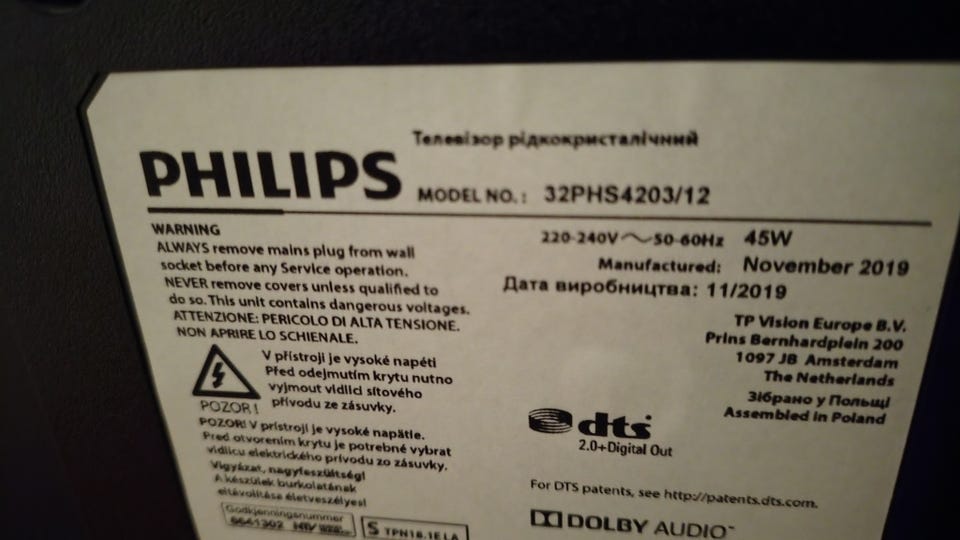 Телевізор рідкокристалічний
PHILIPS
MODEL NO.: 32PHS4203/12
WARNING
ALWAYS remove mains plug from wall
socket before any Service operation.
NEVER remove covers unless qualified to
do so. This unit contains dangerous voltages.
ATTENZIONE: PERICOLO DI ALTA TENSIONE.
NON APRIRE LO SCHIENALE.
V přístroji je vysoké napětí
Před odejmutím krytu nutno
vyjmout vidlici síťového
přívodu ze zásuvky.
POZOR!
POZOR! V prístroji je vysoké napätie.
Pred otvorením krytu je potrebné vybrat
vidlicu elektrického prívodu zo zásuvky.
Vigyázat, nagyfeszültség!
A készülék burkolatának
eltávolítása életveszélyes!
Godkjenningsnummer
6641302
S TPN18.1E LA
220-240V~50-60Hz 45W
Manufactured: November 2019
Дата виробництва: 11/2019
TP Vision Europe B.V.
Prins Bernhardplein 200
1097 JB Amsterdam
The Netherlands
Зібрано у Польщі
Assembled in Poland
dts
2.0+Digital Out
For DTS patents, see http://patents.dts.com.
DOLBY AUDIO™